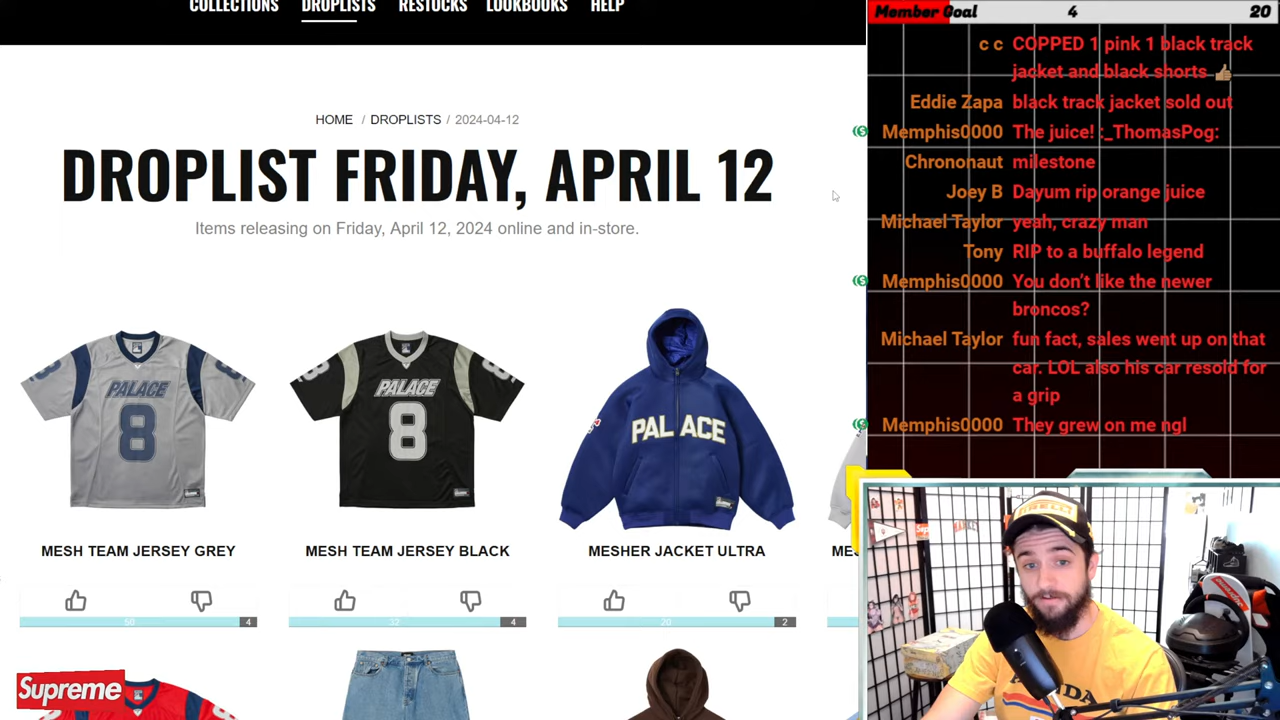 COLLECTIONS DROPLISTS RESTOCKS LOOKBOOKS HELP
HOME / DROPLISTS / 2024-04-12
DROPLIST FRIDAY, APRIL 12
Items releasing on Friday, April 12, 2024 online and in-store.
PALACE
8
PALACE
8
PALACE
MESH TEAM JERSEY GREY
MESH TEAM JERSEY BLACK
MESHER JACKET ULTRA
56 4
32 4
20 2
Supreme
Member Goal 4 20
c c COPPED 1 pink 1 black track
jacket and black shorts 👍🏽
Eddie Zapa black track jacket sold out
Memphis0000 The juice! :_ThomasPog:
Chrononaut milestone
Joey B Dayum rip orange juice
Michael Taylor yeah, crazy man
Tony RIP to a buffalo legend
Memphis0000 You don't like the newer
broncos?
Michael Taylor fun fact, sales went up on that
car. LOL also his car resold for
a grip
Memphis0000 They grew on me ngl
PIRELLI